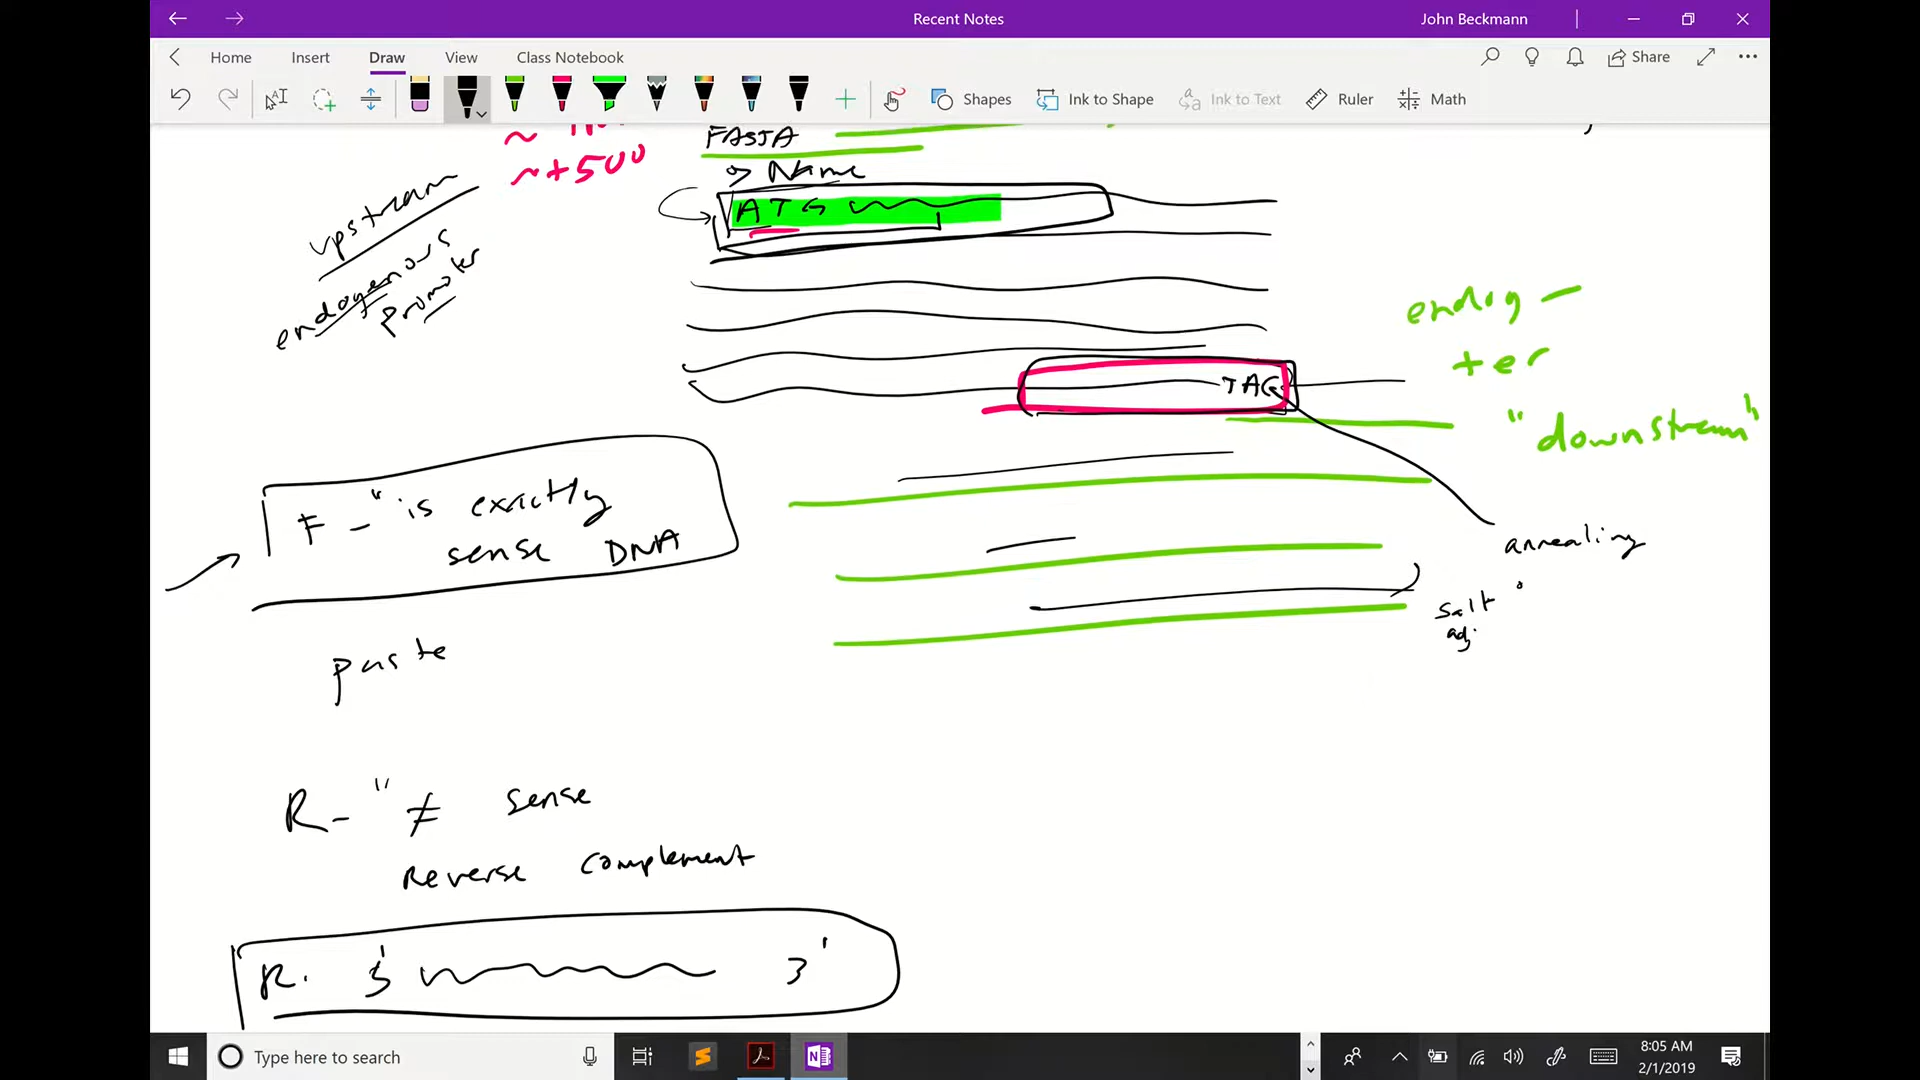 Recent Notes
John Beckmann
Home
Insert
Draw
View
Class Notebook
Share
Shapes
Ink to Shape
Ink to Text
Ruler
Math
FASTA
~+500
> Name
upstream
ATG
endogenous
promoter
endog -
ter
TAG
"downstream"
F - " is exactly
sense DNA
annealing
salt
adj.
paste
R - " ≠ sense
Reverse complement
R. 5' 3'
Type here to search
8:05 AM
2/1/2019